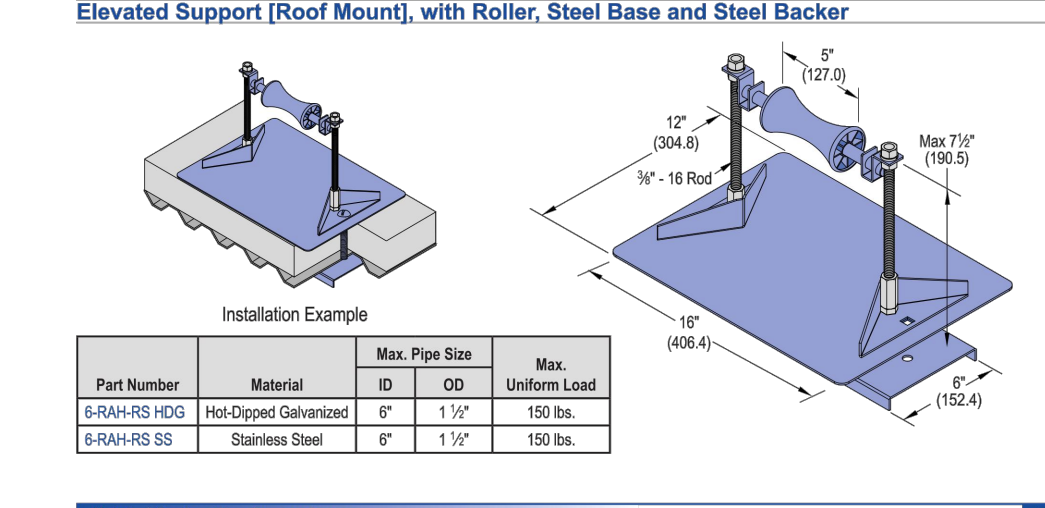 Elevated Support [Roof Mount], with Roller, Steel Base and Steel Backer
5"
(127.0)
12"
(304.8)
Max 7½"
(190.5)
⅜" - 16 Rod
Installation Example
16"
(406.4)
6"
(152.4)
Max. Pipe Size
Max.
Part Number Material ID OD Uniform Load
6-RAH-RS HDG Hot-Dipped Galvanized 6" 1 ½" 150 lbs.
6-RAH-RS SS Stainless Steel 6" 1 ½" 150 lbs.